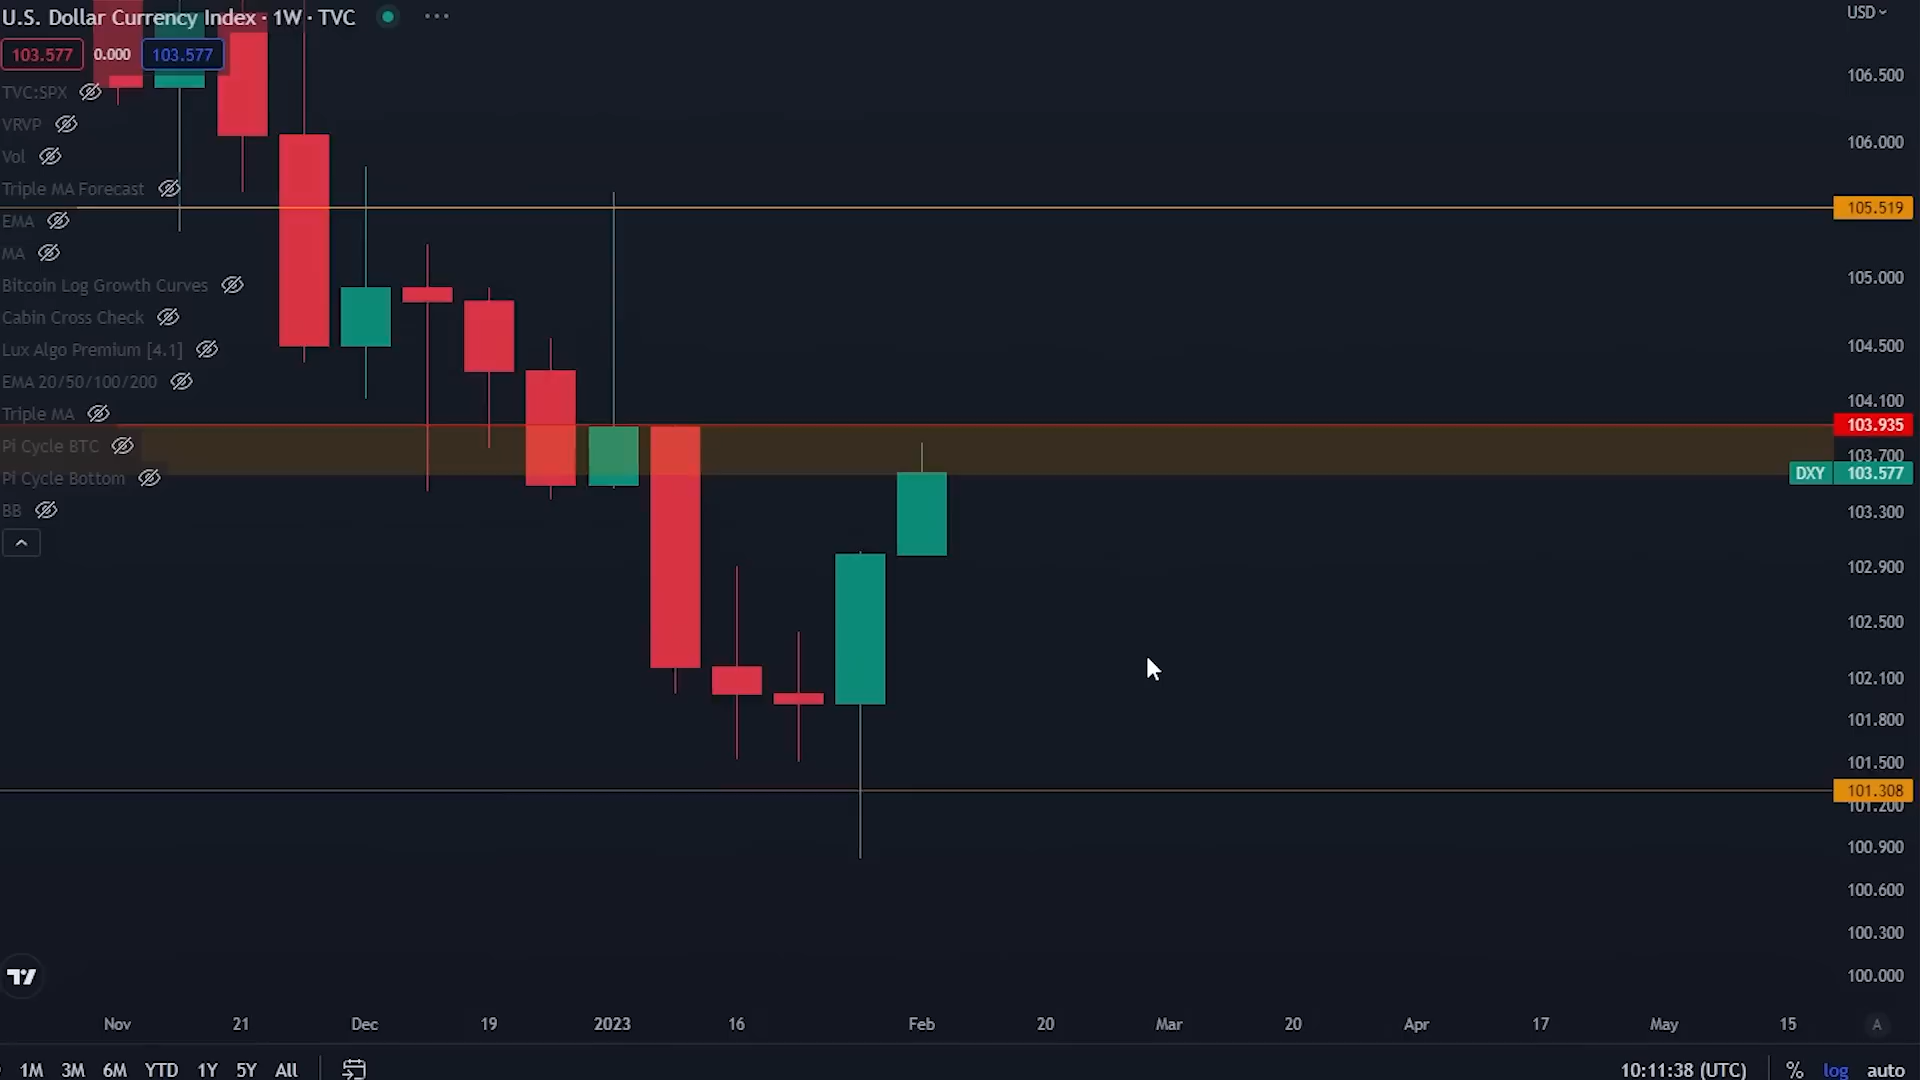 U.S. Dollar Currency Index · 1W · TVC
USD
103.577 0.000 103.577
TVC:SPX
VRVP
Vol
Triple MA Forecast
EMA
MA
Bitcoin Log Growth Curves
Cabin Cross Check
Lux Algo Premium [4.1]
EMA 20/50/100/200
Triple MA
Pi Cycle BTC
Pi Cycle Bottom
BB
106.500
106.000
105.519
105.000
104.500
104.100
103.935
103.700
DXY 103.577
103.300
102.900
102.500
102.100
101.800
101.500
101.308
101.200
100.900
100.600
100.300
100.000
Nov 21 Dec 19 2023 16 Feb 20 Mar 20 Apr 17 May 15 A
1M 3M 6M YTD 1Y 5Y All 10:11:38 (UTC) % log auto